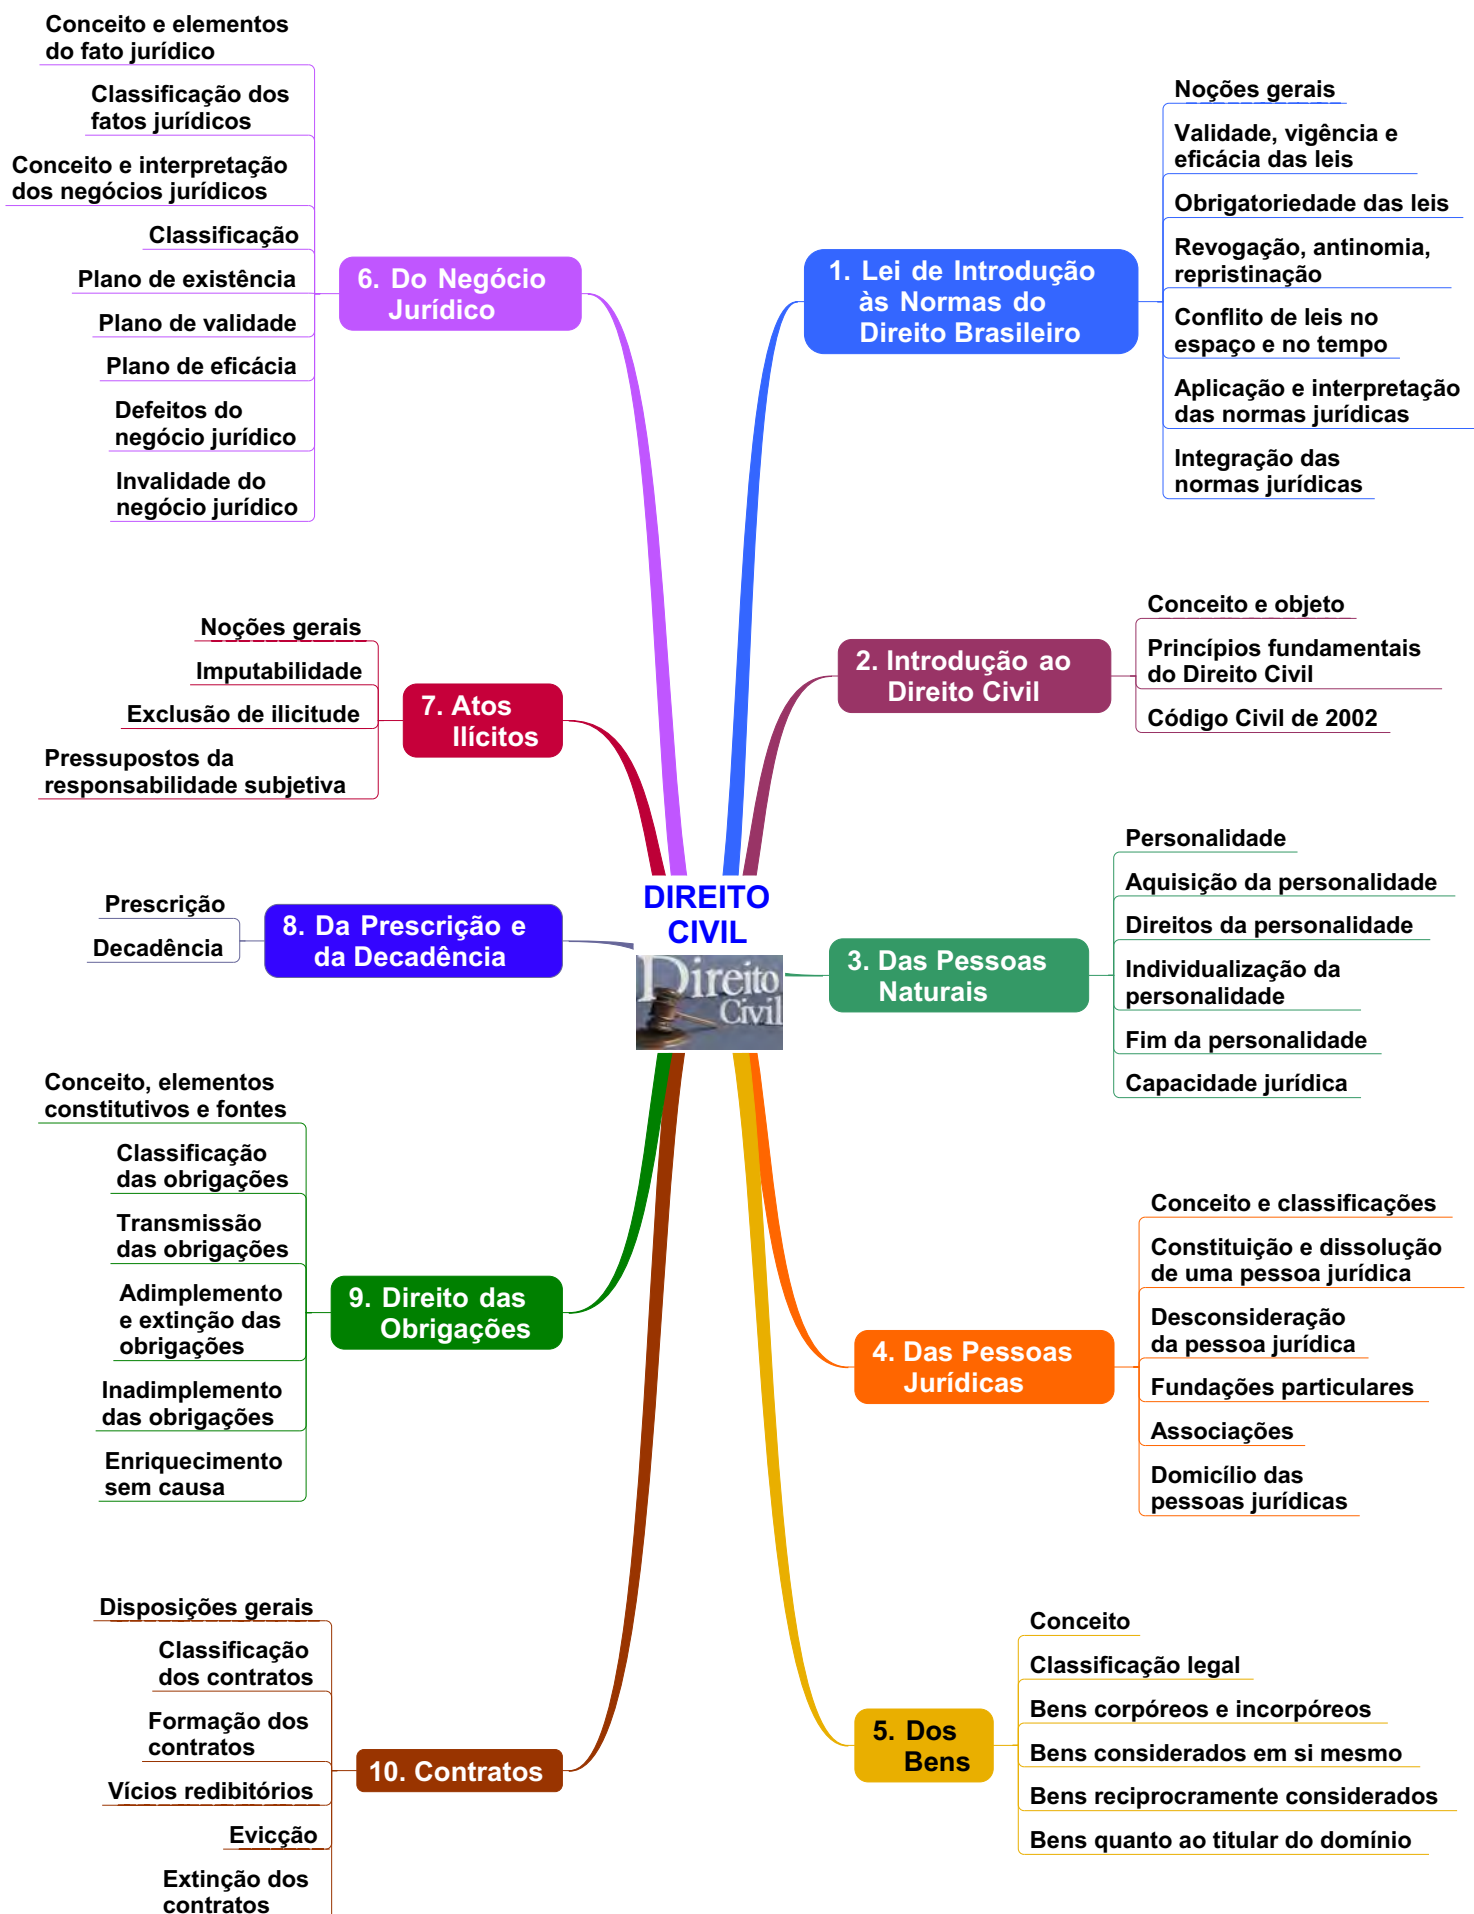 DIREITO
CIVIL
Direito
Civil
1. Lei de Introdução
às Normas do
Direito Brasileiro
Noções gerais
Validade, vigência e
eficácia das leis
Obrigatoriedade das leis
Revogação, antinomia,
repristinação
Conflito de leis no
espaço e no tempo
Aplicação e interpretação
das normas jurídicas
Integração das
normas jurídicas
2. Introdução ao
Direito Civil
Conceito e objeto
Princípios fundamentais
do Direito Civil
Código Civil de 2002
3. Das Pessoas
Naturais
Personalidade
Aquisição da personalidade
Direitos da personalidade
Individualização da
personalidade
Fim da personalidade
Capacidade jurídica
4. Das Pessoas
Jurídicas
Conceito e classificações
Constituição e dissolução
de uma pessoa jurídica
Desconsideração
da pessoa jurídica
Fundações particulares
Associações
Domicílio das
pessoas jurídicas
5. Dos
Bens
Conceito
Classificação legal
Bens corpóreos e incorpóreos
Bens considerados em si mesmo
Bens reciprocramente considerados
Bens quanto ao titular do domínio
6. Do Negócio
Jurídico
Conceito e elementos
do fato jurídico
Classificação dos
fatos jurídicos
Conceito e interpretação
dos negócios jurídicos
Classificação
Plano de existência
Plano de validade
Plano de eficácia
Defeitos do
negócio jurídico
Invalidade do
negócio jurídico
7. Atos
Ilícitos
Noções gerais
Imputabilidade
Exclusão de ilicitude
Pressupostos da
responsabilidade subjetiva
8. Da Prescrição e
da Decadência
Prescrição
Decadência
9. Direito das
Obrigações
Conceito, elementos
constitutivos e fontes
Classificação
das obrigações
Transmissão
das obrigações
Adimplemento
e extinção das
obrigações
Inadimplemento
das obrigações
Enriquecimento
sem causa
10. Contratos
Disposições gerais
Classificação
dos contratos
Formação dos
contratos
Vícios redibitórios
Evicção
Extinção dos
contratos